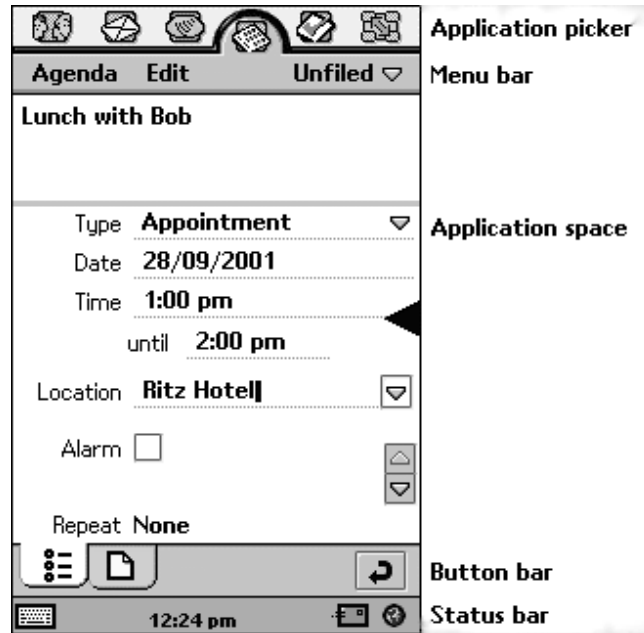 Application picker
Agenda Edit Unfiled
Menu bar
Lunch with Bob
Type Appointment
Application space
Date 28/09/2001
Time 1:00 pm
until 2:00 pm
Location Ritz Hotel
Alarm
Repeat None
Button bar
12:24 pm
Status bar